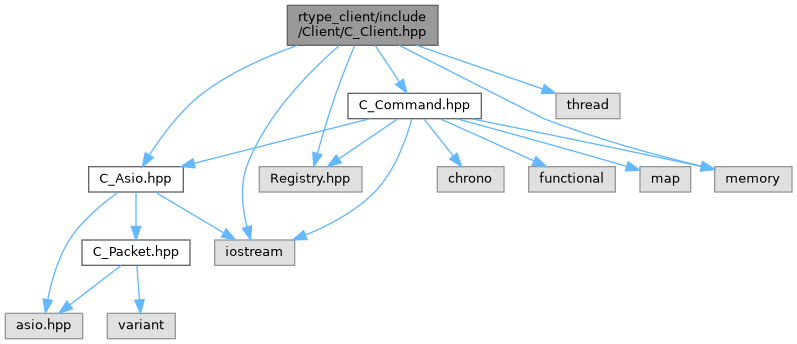 rtype_client/include
/Client/C_Client.hpp
C_Command.hpp
thread
C_Asio.hpp
Registry.hpp
chrono
functional
map
memory
C_Packet.hpp
iostream
asio.hpp
variant